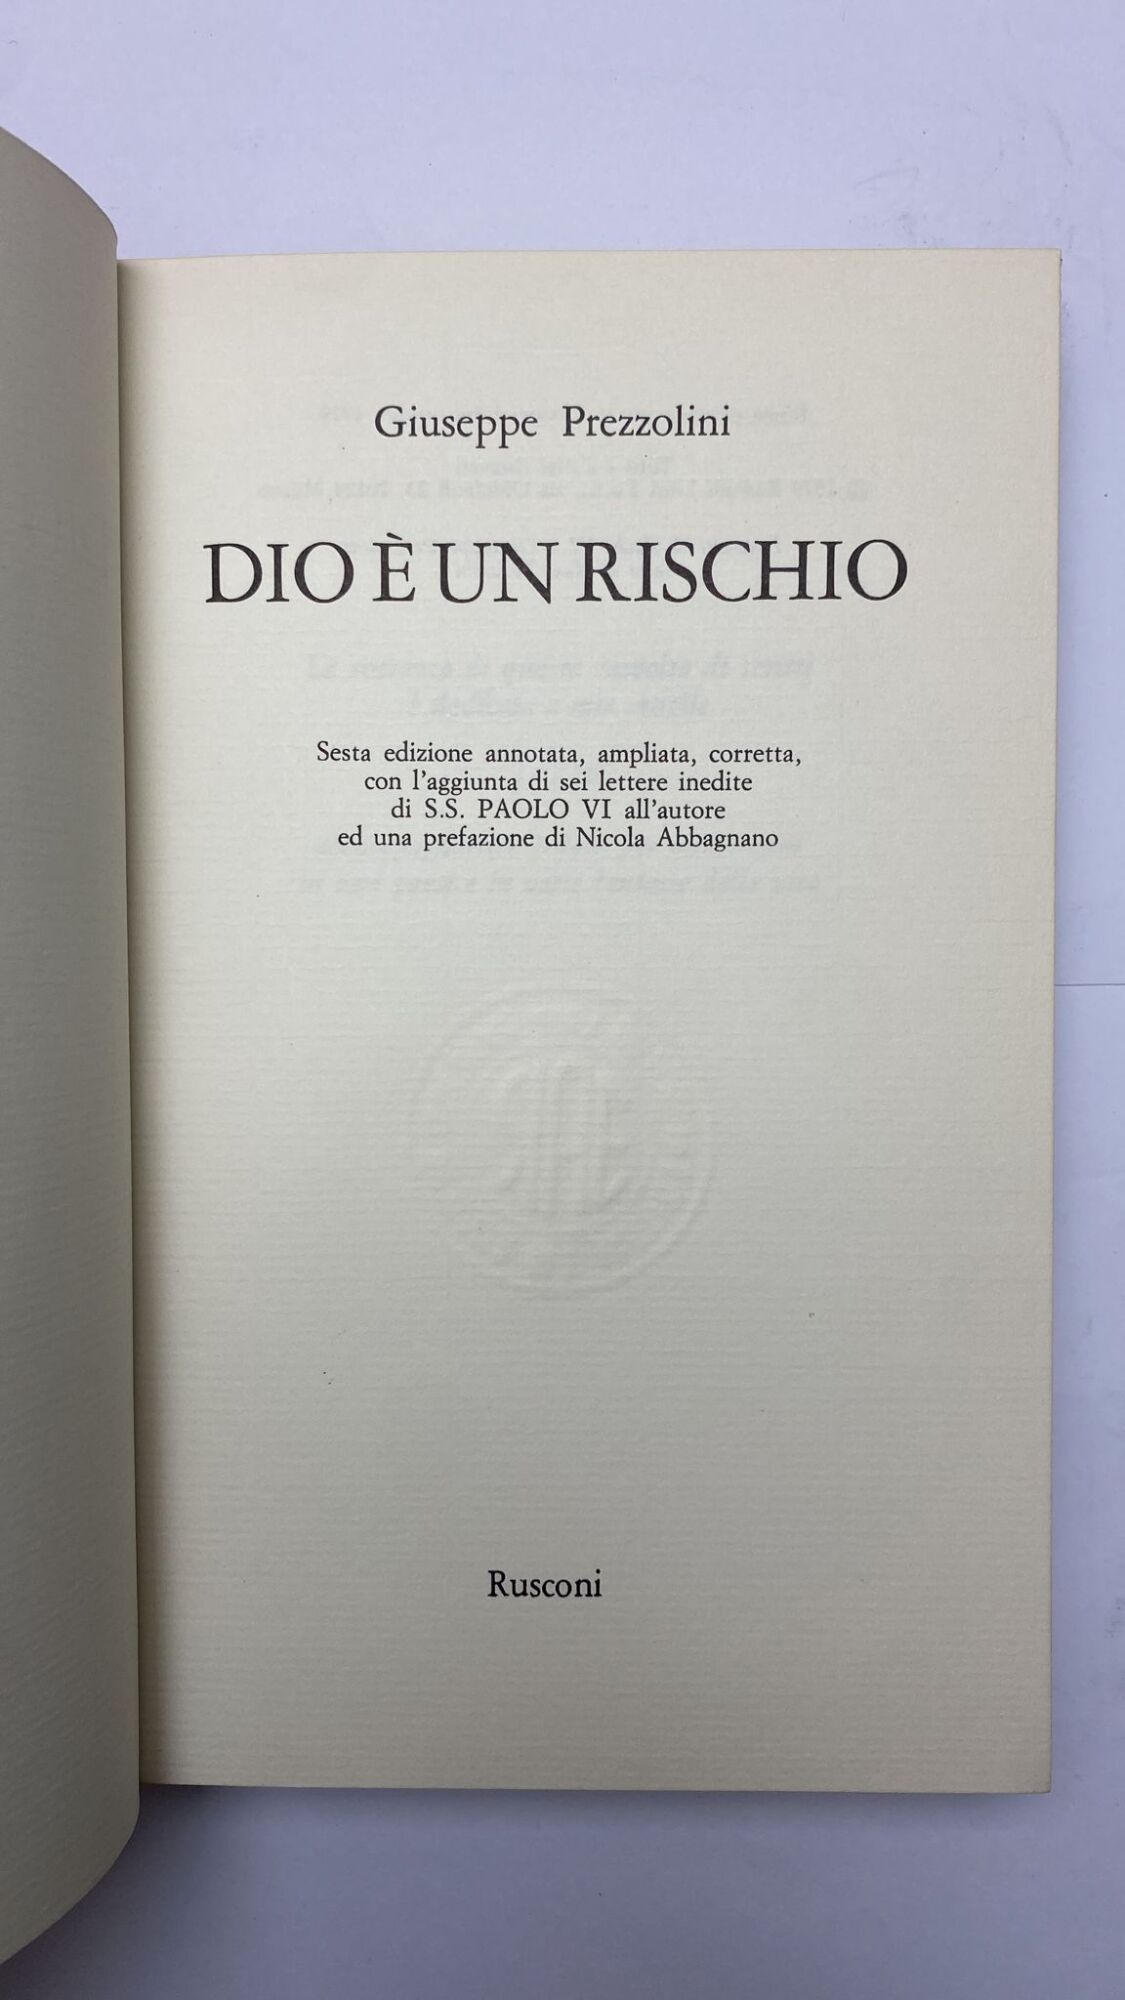 Giuseppe Prezzolini
DIO È UN RISCHIO
Sesta edizione annotata, ampliata, corretta,
con l'aggiunta di sei lettere inedite
di S.S. PAOLO VI all'autore
ed una prefazione di Nicola Abbagnano
Rusconi